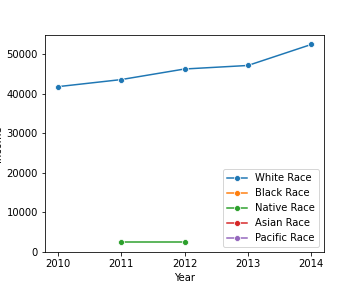 50000
40000
30000
20000
10000
0
White Race
Black Race
Native Race
Asian Race
Pacific Race
2010 2011 2012 2013 2014
Year